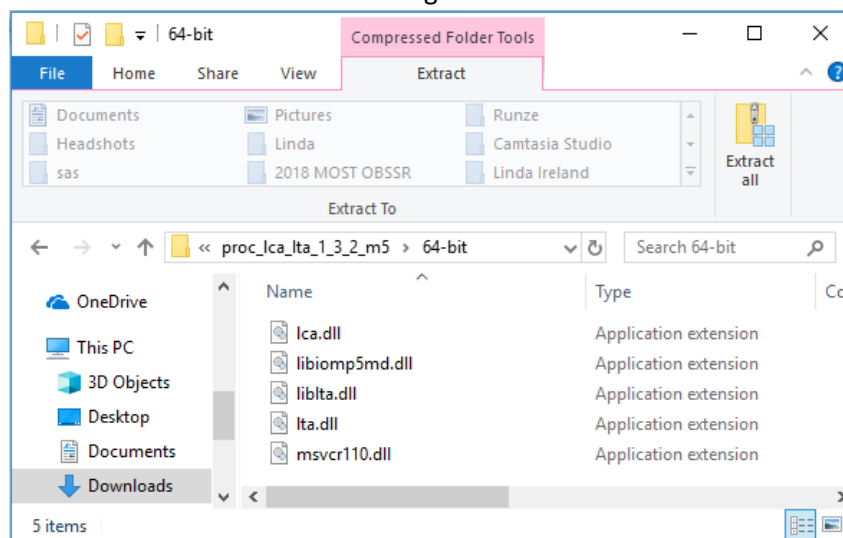 64-bit
Compressed Folder Tools
File Home Share View Extract
Documents Pictures Runze
Headshots Linda Camtasia Studio
sas 2018 MOST OBSSR Linda Ireland
Extract all
Extract To
« proc_lca_lta_1_3_2_m5 > 64-bit
Search 64-bit
OneDrive
This PC
3D Objects
Desktop
Documents
Downloads
Name Type Co
lca.dll Application extension
libiomp5md.dll Application extension
liblta.dll Application extension
lta.dll Application extension
msvcr110.dll Application extension
5 items